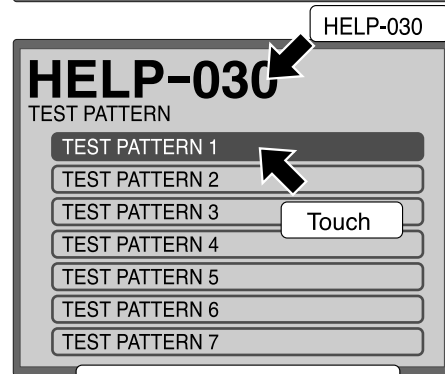 HELP-030
HELP-030
TEST PATTERN
TEST PATTERN 1
TEST PATTERN 2
TEST PATTERN 3
Touch
TEST PATTERN 4
TEST PATTERN 5
TEST PATTERN 6
TEST PATTERN 7